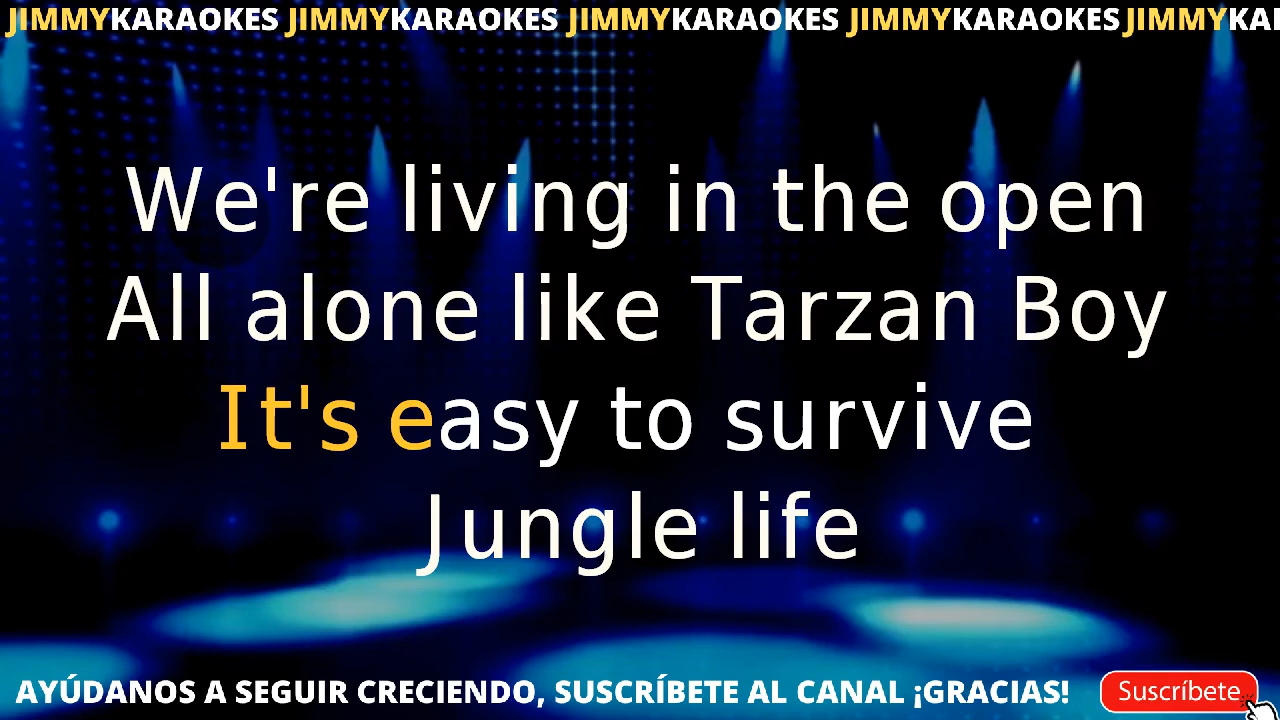 JIMMYKARAOKES JIMMYKARAOKES JIMMYKARAOKES JIMMYKARAOKES JIMMYKA
We're living in the open
All alone like Tarzan Boy
It's easy to survive
Jungle life
AYÚDANOS A SEGUIR CRECIENDO, SUSCRÍBETE AL CANAL ¡GRACIAS! Suscríbete